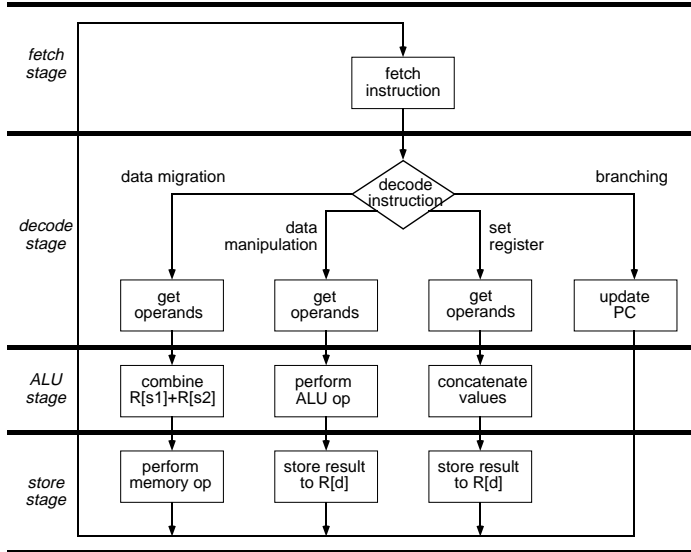 fetch
stage
fetch
instruction
data migration
decode
instruction
branching
decode
stage
data
manipulation
set
register
get
operands
get
operands
get
operands
update
PC
ALU
stage
combine
R[s1]+R[s2]
perform
ALU op
concatenate
values
store
stage
perform
memory op
store result
to R[d]
store result
to R[d]